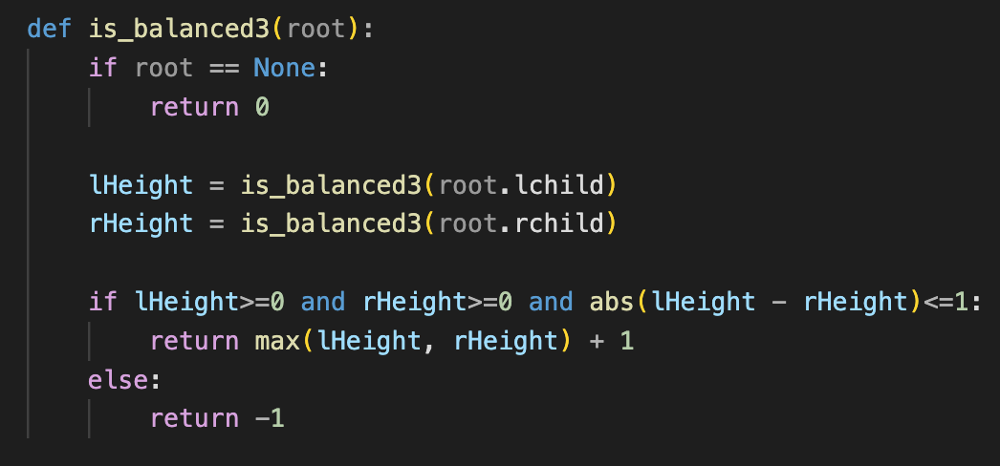 def is_balanced3(root):
    if root == None:
        return 0
    lHeight = is_balanced3(root.lchild)
    rHeight = is_balanced3(root.rchild)
    if lHeight>=0 and rHeight>=0 and abs(lHeight - rHeight)<=1:
        return max(lHeight, rHeight) + 1
    else:
        return -1